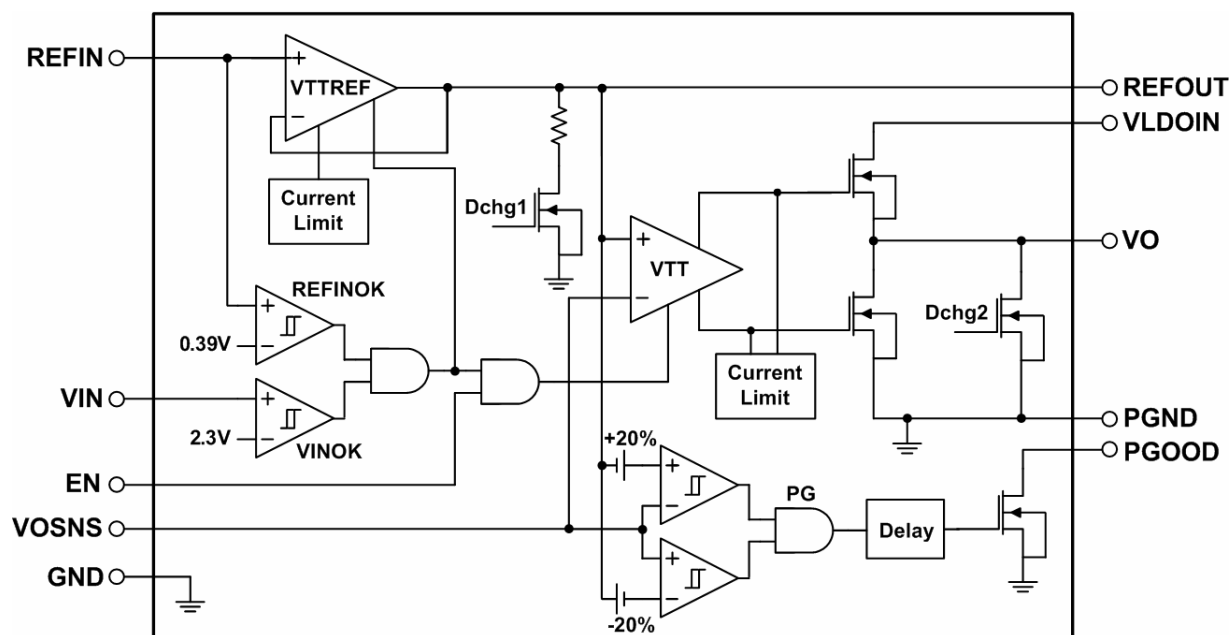 REFIN
+
VTTREF
−
REFOUT
VLDOIN
Current
Limit
Dchg1
+
VTT
−
VO
REFINOK
+
0.39V
−
Dchg2
Current
Limit
VIN
+
2.3V
−
VINOK
PGND
+20%
PGOOD
EN
+
−
PG
VOSNS
Delay
+
−
GND
-20%